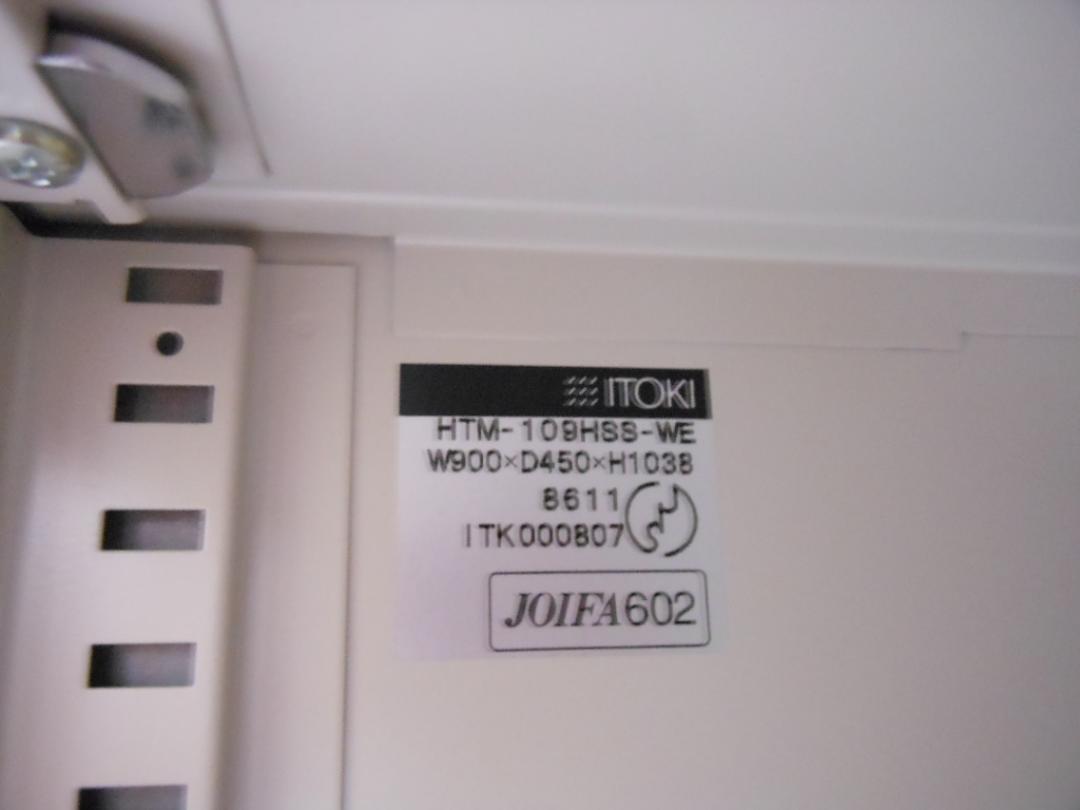 ITOKI
HTM-109HSS-WE
W900×D450×H1038
8611
ITK000807
JOIFA602